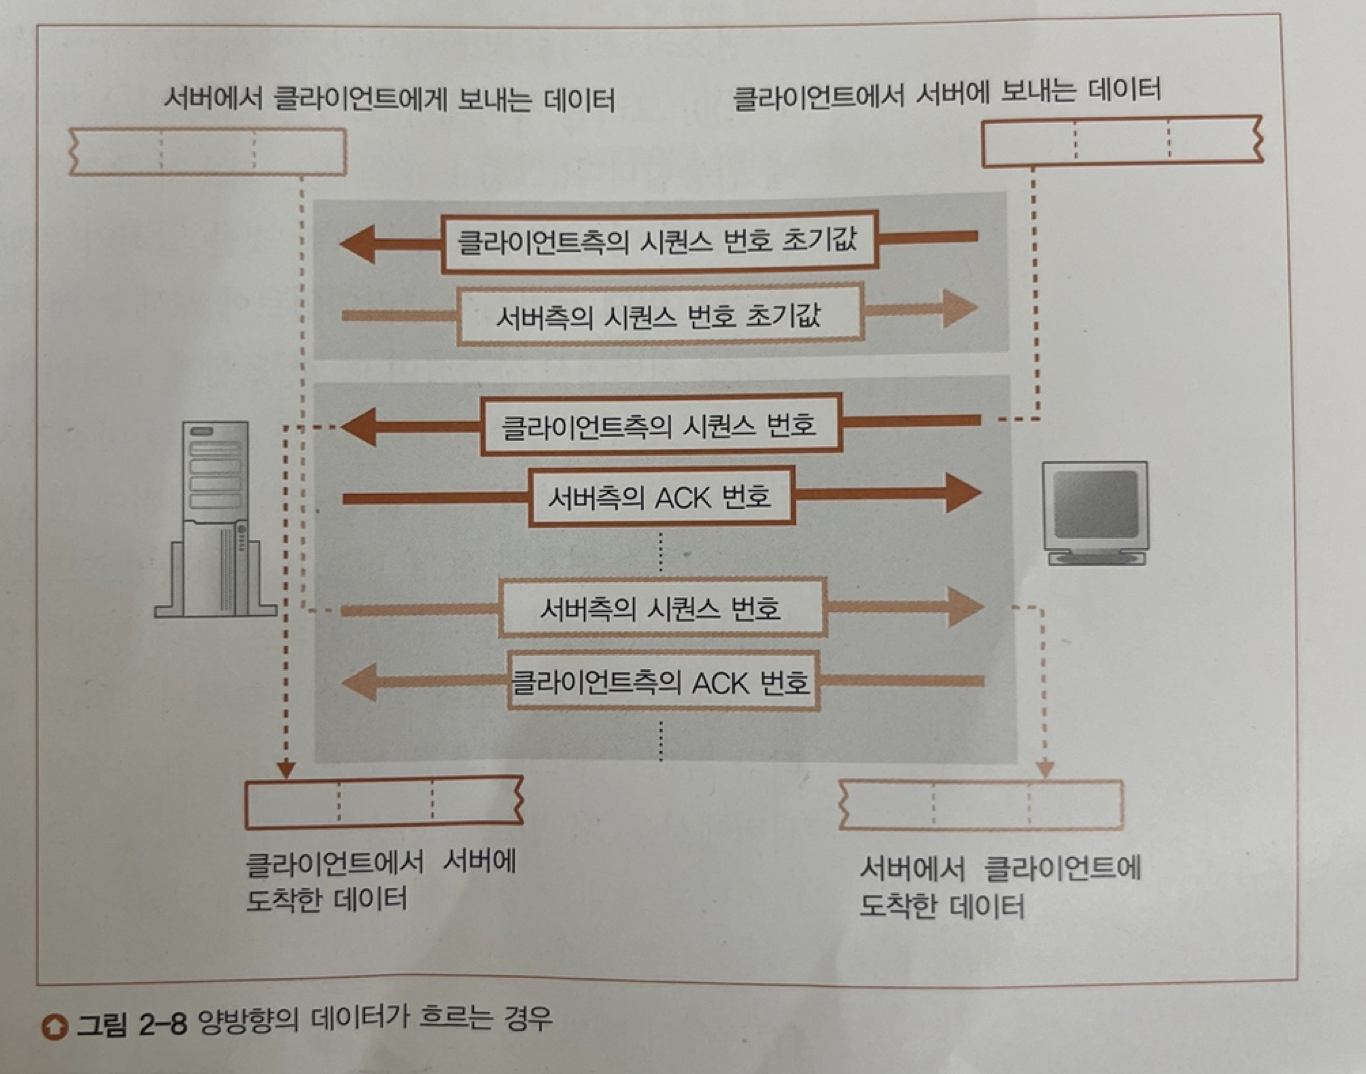 서버에서 클라이언트에게 보내는 데이터
클라이언트에서 서버에 보내는 데이터
클라이언트측의 시퀀스 번호 초기값
서버측의 시퀀스 번호 초기값
클라이언트측의 시퀀스 번호
서버측의 ACK 번호
서버측의 시퀀스 번호
클라이언트측의 ACK 번호
클라이언트에서 서버에
도착한 데이터
서버에서 클라이언트에
도착한 데이터
그림 2-8 양방향의 데이터가 흐르는 경우